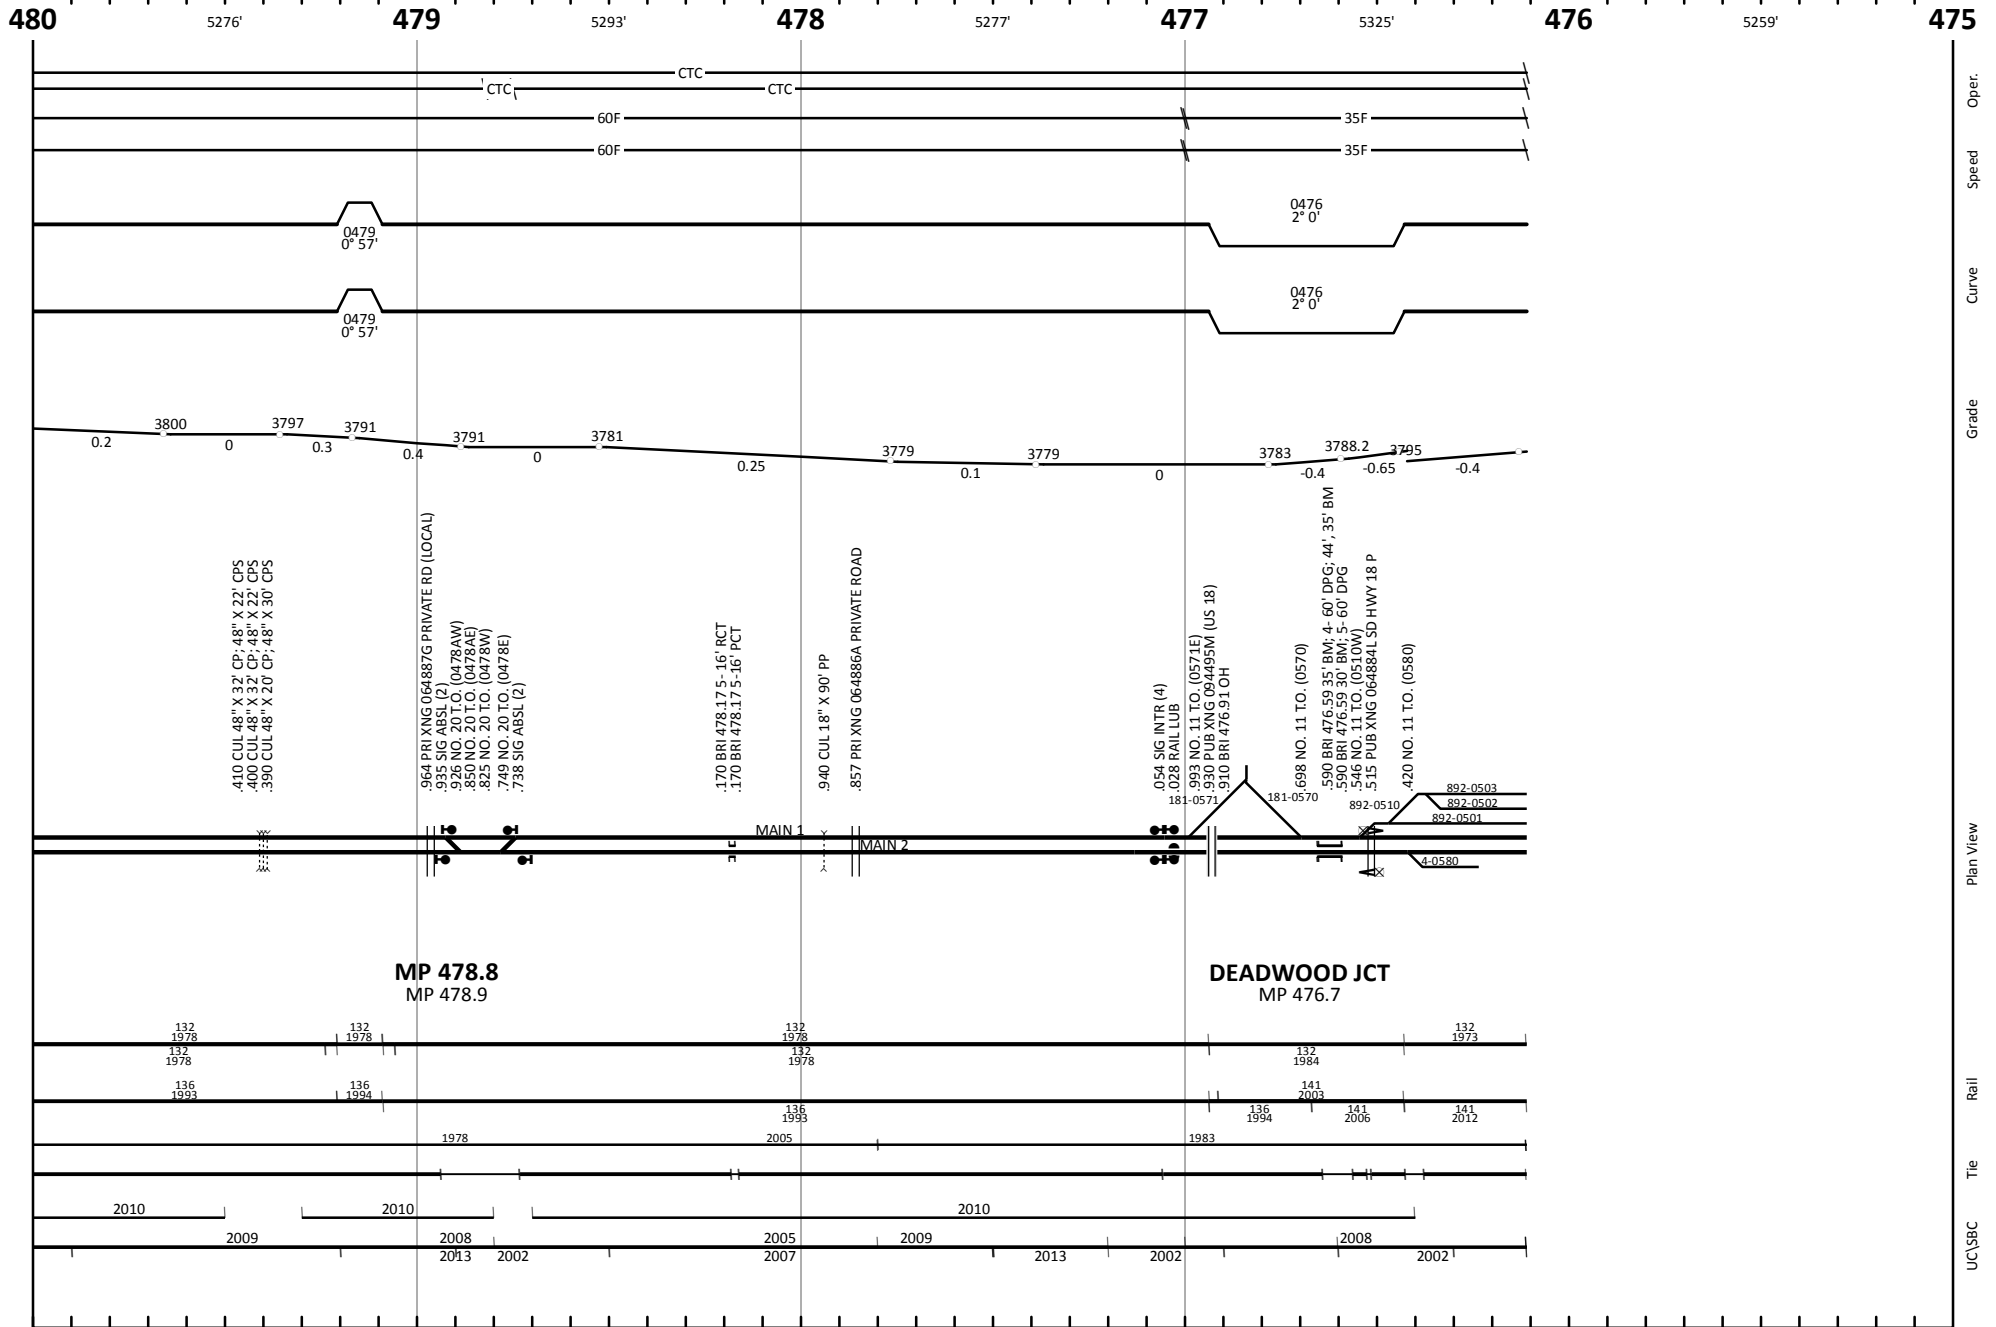 480 5276' 479 5293' 478 5277' 477 5325' 476 5259' 475
CTC
CTC CTC
Oper.
60F 35F
60F 35F
Speed
0479
0° 57'
0476
2° 0'
0479
0° 57'
0476
2° 0'
Curve
3800 3797 3791 3791 3781 3779 3779 3783 3788.2 3795
0.2 0 0.3 0.4 0 0.25 0.1 0 -0.4 -0.65 -0.4
Grade
.410 CUL 48" X 32' CP; 48" X 22' CPS
.400 CUL 48" X 32' CP; 48" X 22' CPS
.390 CUL 48" X 20' CP; 48" X 30' CPS
.964 PRI XNG 064887G PRIVATE RD (LOCAL)
.935 SIG ABSL (2)
.926 NO. 20 T.O. (0478AW)
.850 NO. 20 T.O. (0478AE)
.825 NO. 20 T.O. (0478W)
.749 NO. 20 T.O. (0478E)
.738 SIG ABSL (2)
.170 BRI 478.17 5- 16' RCT
.170 BRI 478.17 5-16' PCT
.940 CUL 18" X 90' PP
.857 PRI XNG 064886A PRIVATE ROAD
.054 SIG INTR (4)
.028 RAIL LUB
.993 NO. 11 T.O. (0571E)
.930 PUB XNG 094495M (US 18)
.910 BRI 476.91 OH
.698 NO. 11 T.O. (0570)
.590 BRI 476.59 35' BM; 4- 60' DPG; 44', 35' BM
.590 BRI 476.59 30' BM; 5- 60' DPG
.546 NO. 11 T.O. (0510W)
.515 PUB XNG 064884L SD HWY 18 P
.420 NO. 11 T.O. (0580)
181-0571 181-0570 892-0510 892-0503
892-0502
892-0501
MAIN 1
MAIN 2
4-0580
Plan View
MP 478.8
MP 478.9
DEADWOOD JCT
MP 476.7
132
1978
132
1978
132
1978
132
1973
132
1978
132
1978
132
1984
136
1993
136
1994
141
2003
136
1993
136
1994
141
2006
141
2012
Rail
1978 2005 1983
Tie
2010 2010 2010
2009 2008 2005 2009 2008
2013 2002 2007 2013 2002 2002
UC\SBC